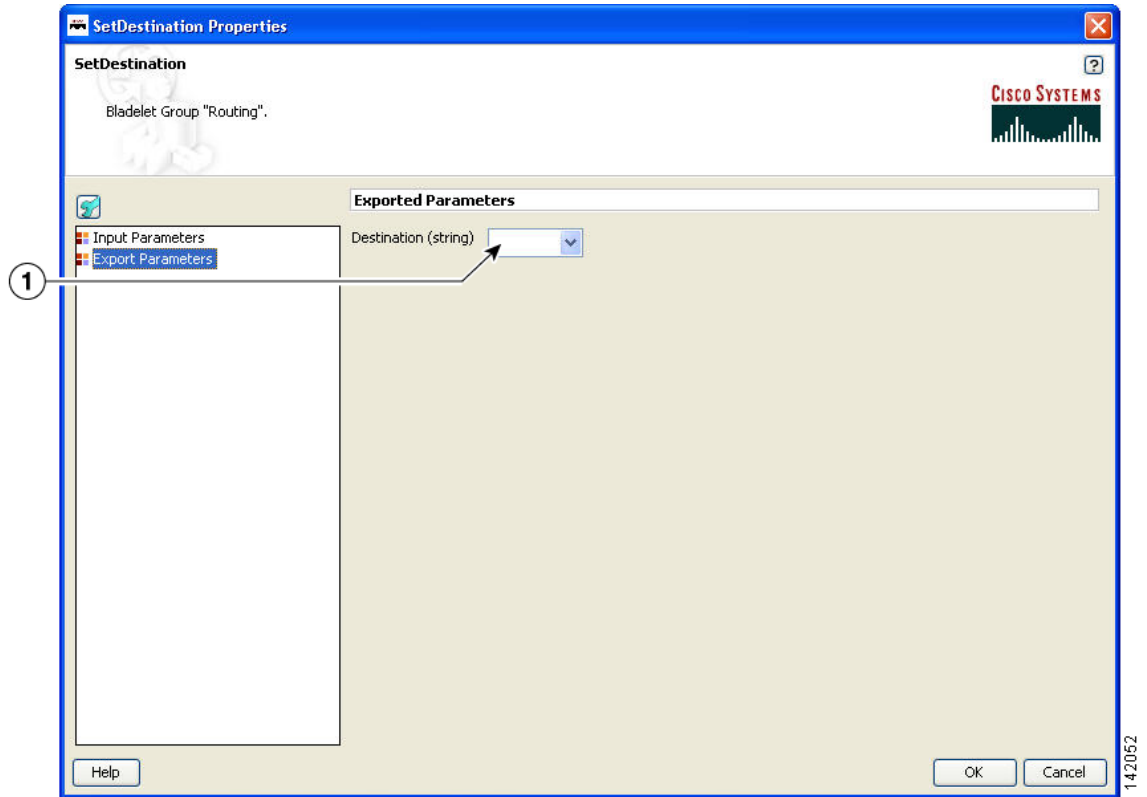 SetDestination Properties
SetDestination
Bladelet Group "Routing".
CISCO SYSTEMS
Exported Parameters
Input Parameters
Export Parameters
Destination (string)
1
Help
OK
Cancel
142052